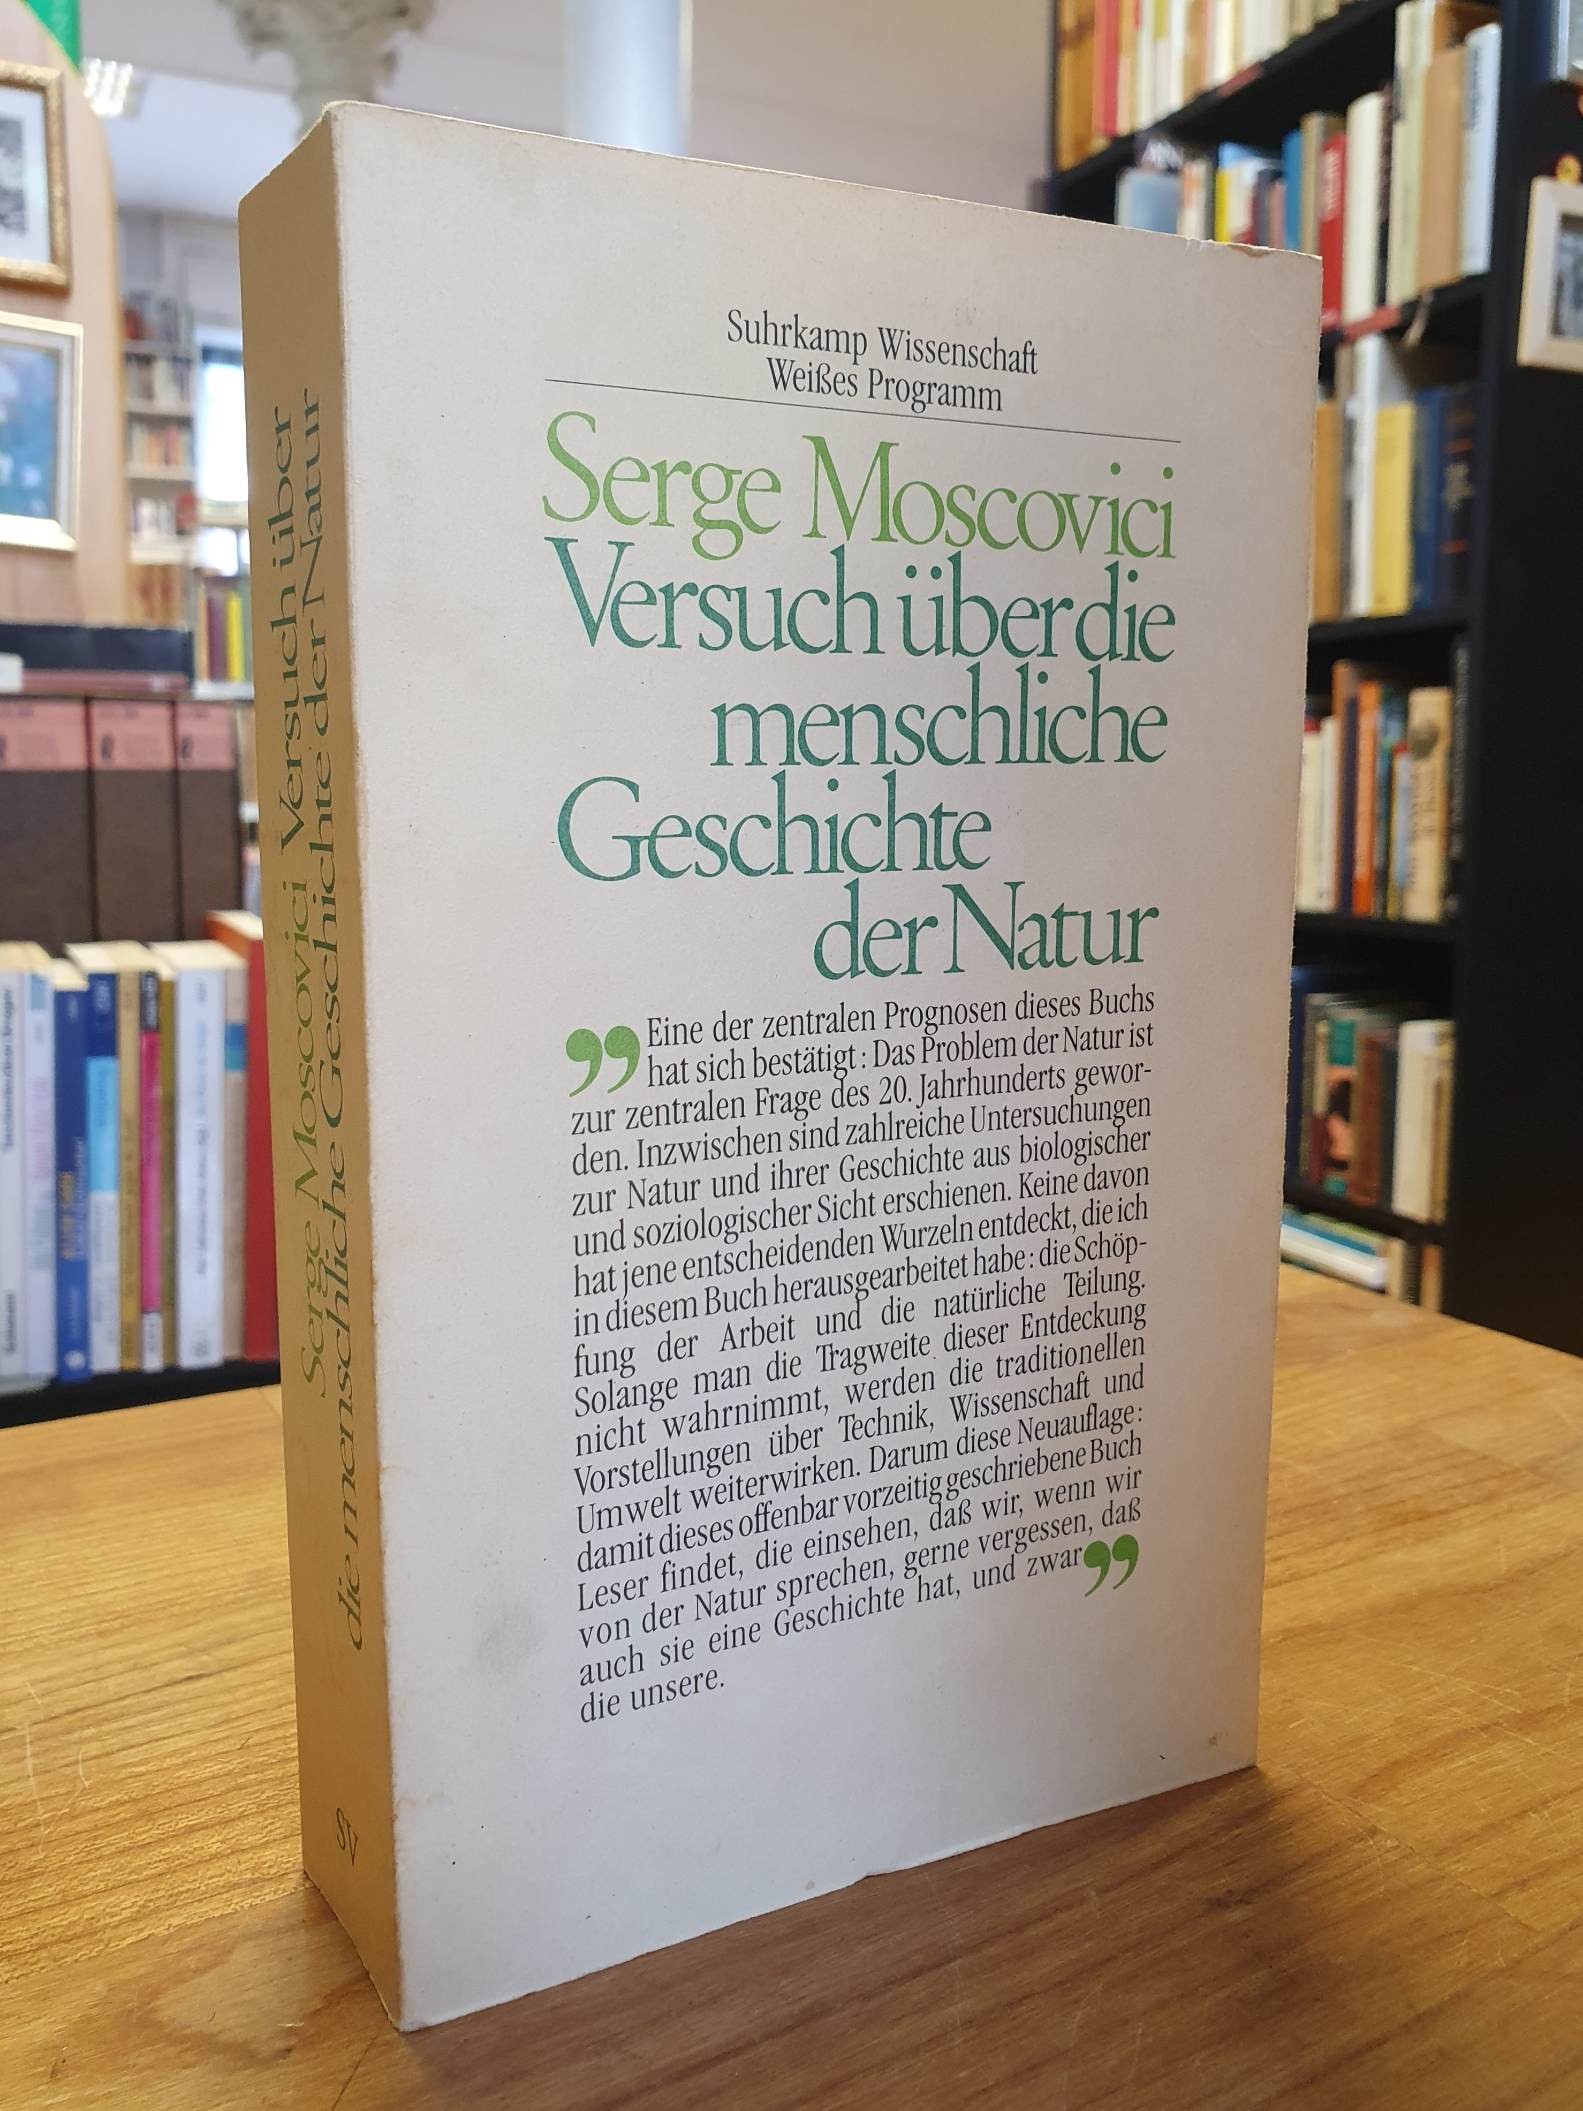 Suhrkamp Wissenschaft
Weißes Programm
Serge Moscovici
Versuch über die
menschliche
Geschichte
der Natur
Eine der zentralen Prognosen dieses Buchs
hat sich bestätigt: Das Problem der Natur ist
zur zentralen Frage des 20. Jahrhunderts gewor-
den. Inzwischen sind zahlreiche Untersuchungen
zur Natur und ihrer Geschichte aus biologischer
und soziologischer Sicht erschienen. Keine davon
hat jene entscheidenden Wurzeln entdeckt, die ich
in diesem Buch herausgearbeitet habe: die Schöp-
fung der Arbeit und die natürliche Teilung.
Solange man die Tragweite dieser Entdeckung
nicht wahrnimmt, werden die traditionellen
Vorstellungen über Technik, Wissenschaft und
Umwelt weiterwirken. Darum diese Neuauflage:
damit dieses offenbar vorzeitig geschriebene Buch
Leser findet, die einsehen, daß wir, wenn wir
von der Natur sprechen, gerne vergessen, daß
auch sie eine Geschichte hat, und zwar
die unsere.
Serge Moscovici Versuch über
die menschliche Geschichte der Natur
SV